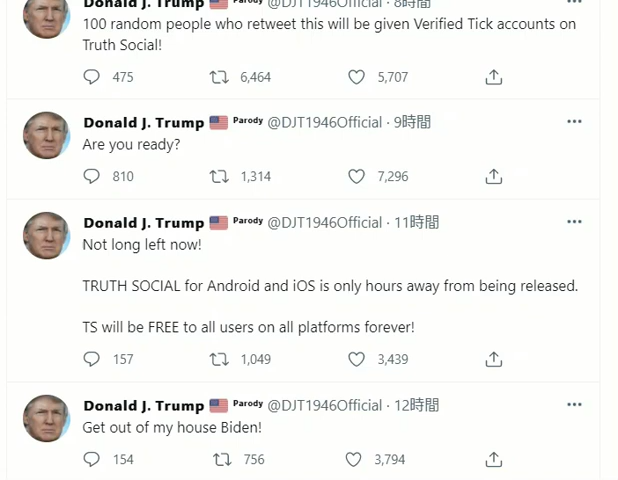 Donald J. Trump Parody @DJT1946Official · 8時間
100 random people who retweet this will be given Verified Tick accounts on
Truth Social!
475 6,464 5,707
Donald J. Trump Parody @DJT1946Official · 9時間
Are you ready?
810 1,314 7,296
Donald J. Trump Parody @DJT1946Official · 11時間
Not long left now!
TRUTH SOCIAL for Android and iOS is only hours away from being released.
TS will be FREE to all users on all platforms forever!
157 1,049 3,439
Donald J. Trump Parody @DJT1946Official · 12時間
Get out of my house Biden!
154 756 3,794